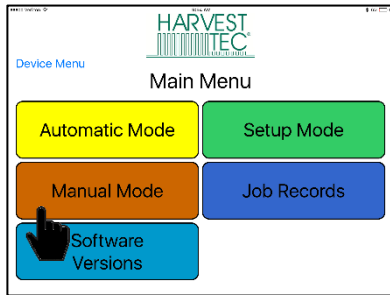 HARVEST
TEC
Device Menu
Main Menu
Automatic Mode
Setup Mode
Manual Mode
Job Records
Software
Versions